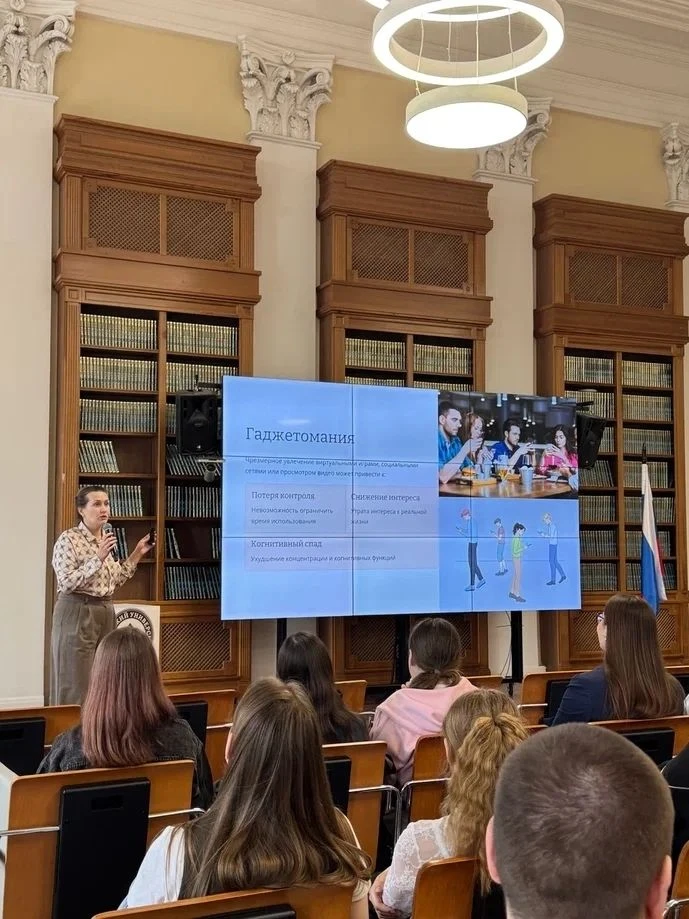 Гаджетомания
Чрезмерное увлечение виртуальными играми, социальными
сетями или просмотром видео может привести к:
Потеря контроля
Невозможность ограничить
время использования
Снижение интереса
Утрата интереса к реальной
жизни
Когнитивный спад
Ухудшение концентрации и когнитивных функций